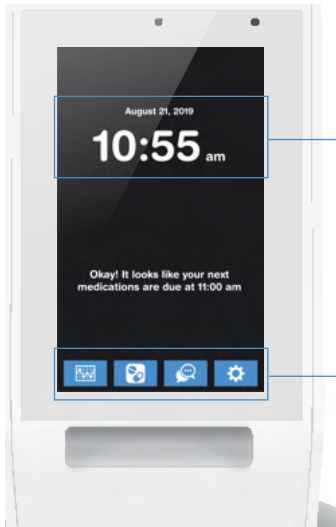 August 21, 2019
10:55 am
Okay! It looks like your next
medications are due at 11:00 am